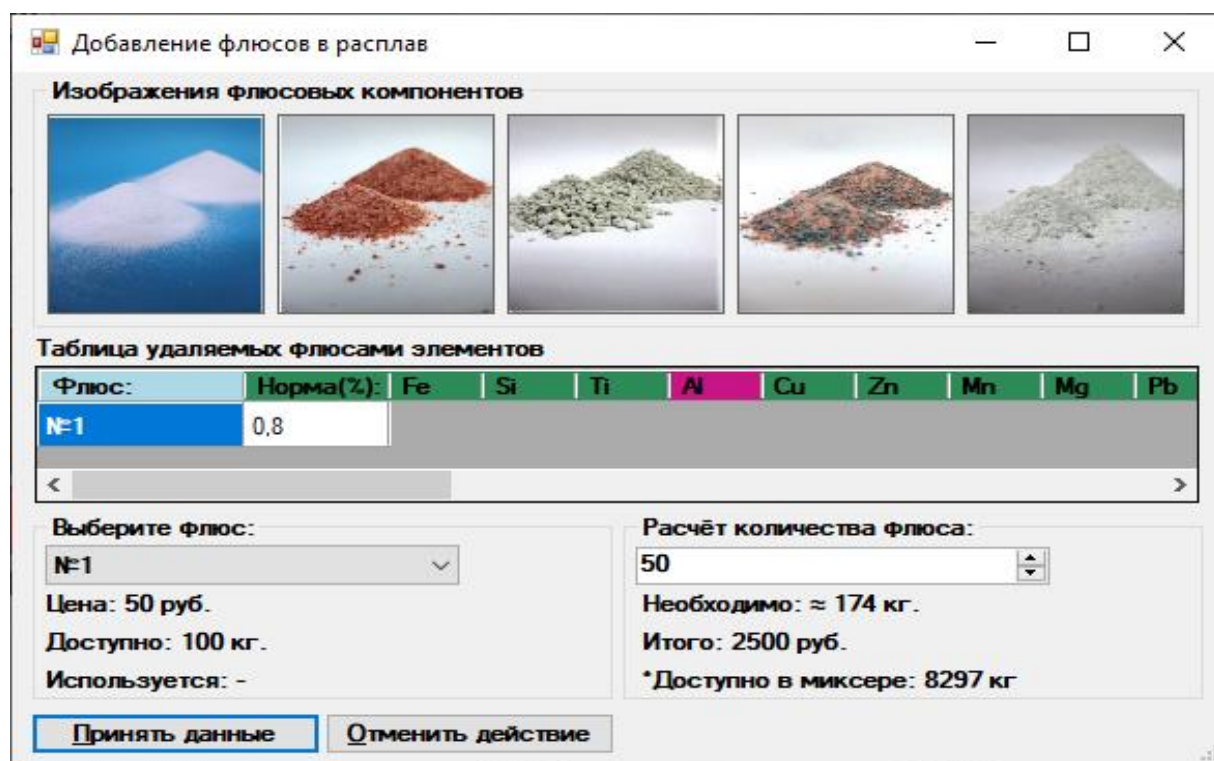 Добавление флюсов в расплав
Изображения флюсовых компонентов
Таблица удаляемых флюсами элементов
Флюс: Норма(%): Fe Si Ti Al Cu Zn Mn Mg Pb
№1 0,8
Выберите флюс:
№1
Цена: 50 руб.
Доступно: 100 кг.
Используется: -
Расчёт количества флюса:
50
Необходимо: ≈ 174 кг.
Итого: 2500 руб.
*Доступно в миксере: 8297 кг
Принять данные Отменить действие